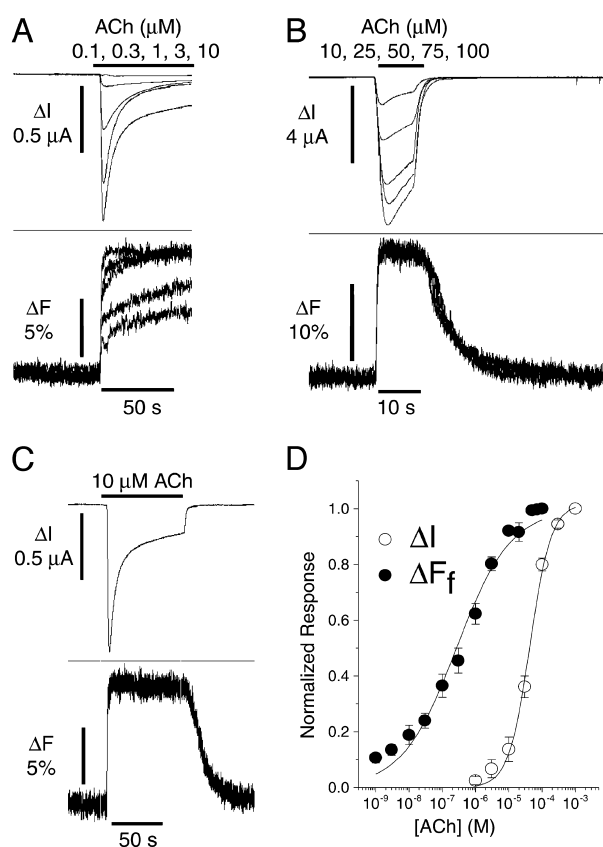 A
ACh (μM)
0.1, 0.3, 1, 3, 10
ΔI
0.5 μA
ΔF
5%
50 s
B
ACh (μM)
10, 25, 50, 75, 100
ΔI
4 μA
ΔF
10%
10 s
C
10 μM ACh
ΔI
0.5 μA
ΔF
5%
50 s
D
Normalized Response
1.0
0.8
0.6
0.4
0.2
0.0
ΔI
ΔFf
10⁻⁹ 10⁻⁸ 10⁻⁷ 10⁻⁶ 10⁻⁵ 10⁻⁴ 10⁻³
[ACh] (M)